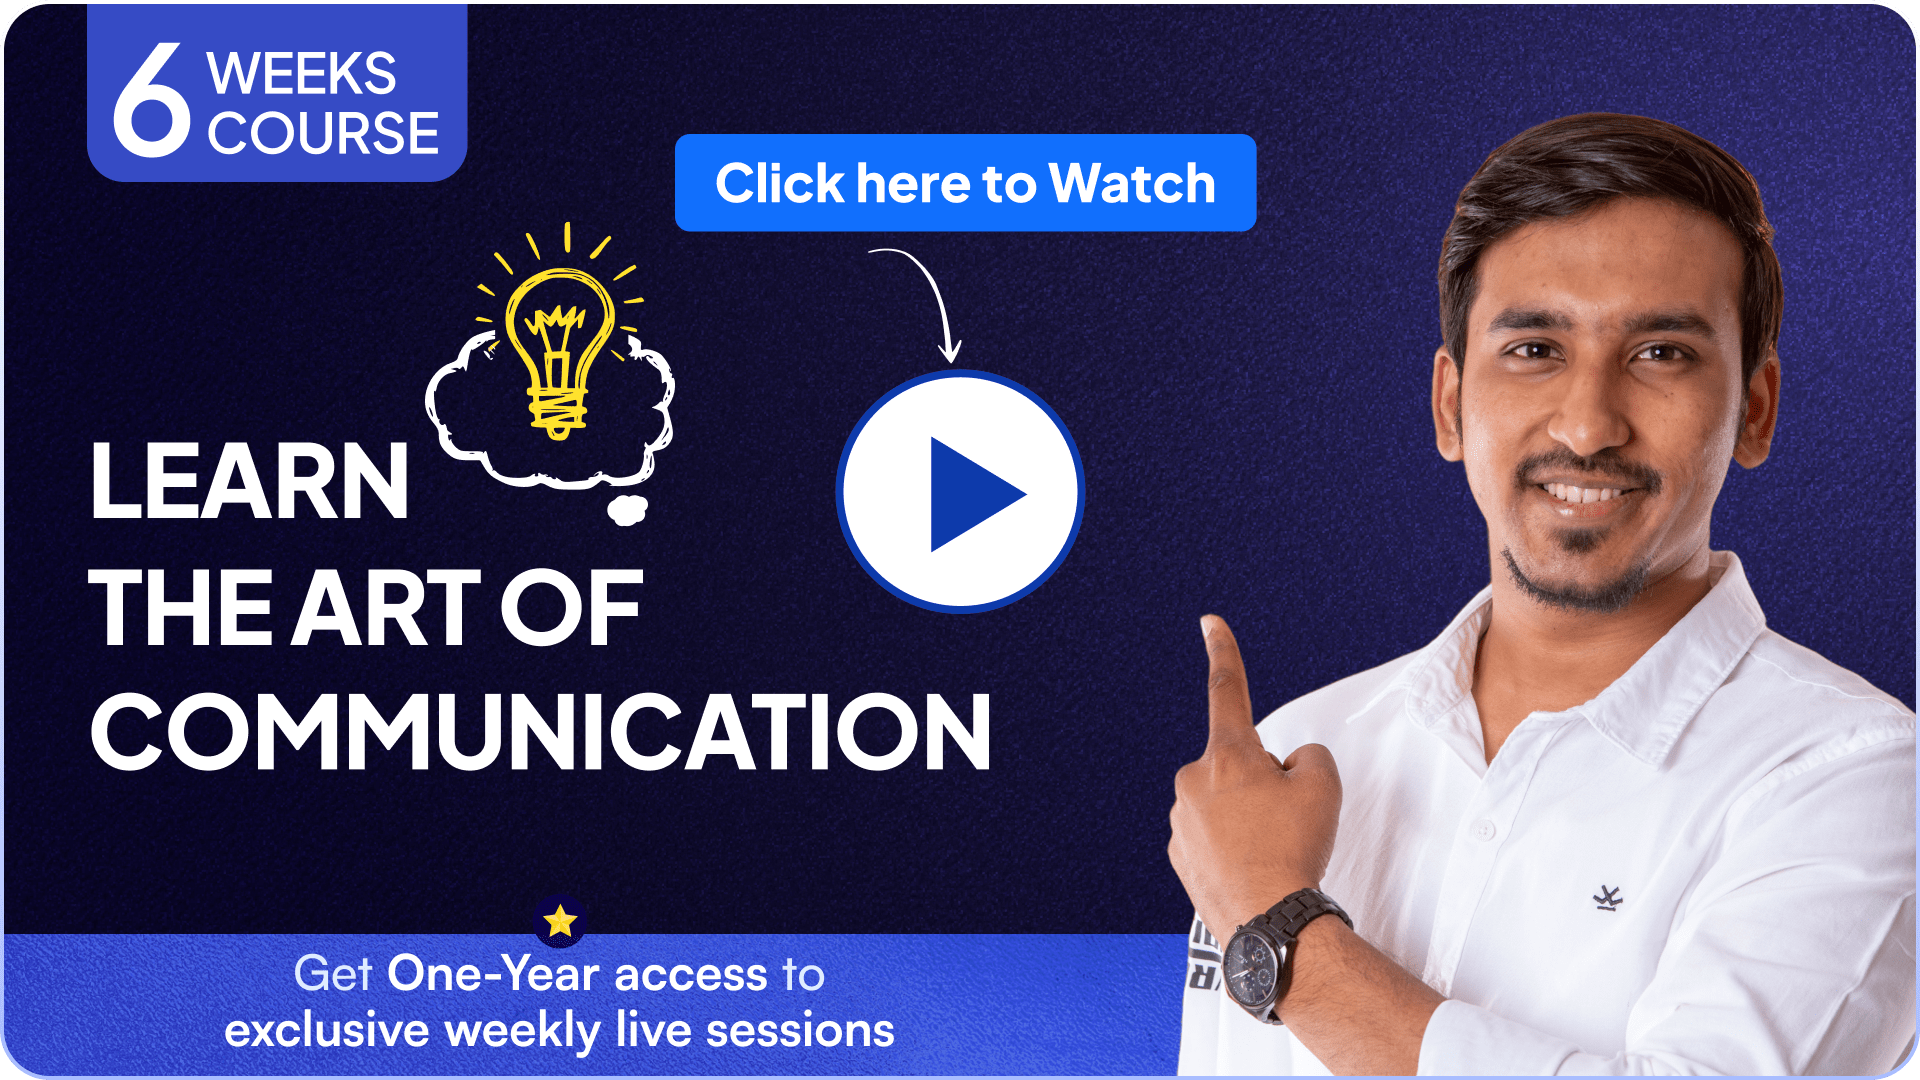 6 WEEKS
COURSE
Click here to Watch
LEARN
THE ART OF
COMMUNICATION
Get One-Year access to
exclusive weekly live sessions